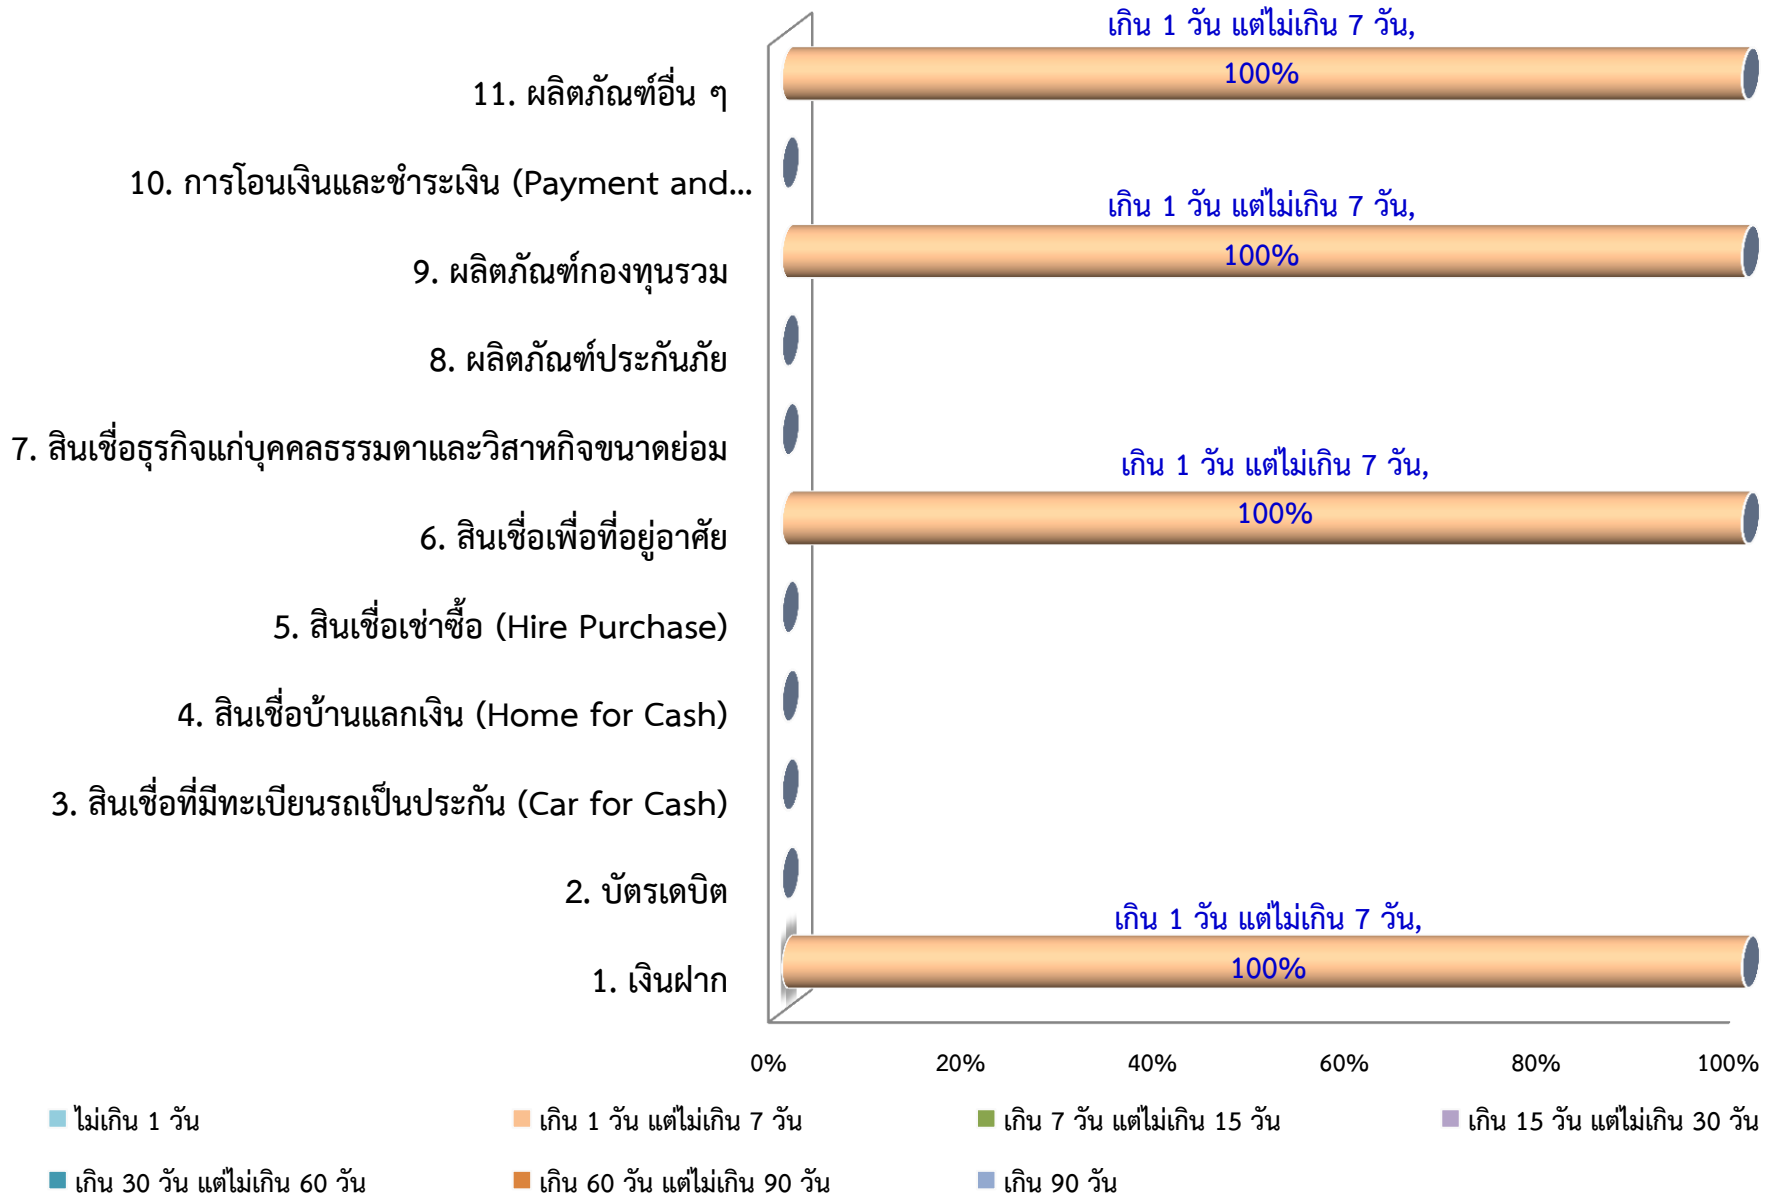 เกิน 1 วัน แต่ไม่เกิน 7 วัน,
100%
11. ผลิตภัณฑ์อื่น ๆ
10. การโอนเงินและชำระเงิน (Payment and...
เกิน 1 วัน แต่ไม่เกิน 7 วัน,
100%
9. ผลิตภัณฑ์กองทุนรวม
8. ผลิตภัณฑ์ประกันภัย
7. สินเชื่อธุรกิจแก่บุคคลธรรมดาและวิสาหกิจขนาดย่อม
เกิน 1 วัน แต่ไม่เกิน 7 วัน,
100%
6. สินเชื่อเพื่อที่อยู่อาศัย
5. สินเชื่อเช่าซื้อ (Hire Purchase)
4. สินเชื่อบ้านแลกเงิน (Home for Cash)
3. สินเชื่อที่มีทะเบียนรถเป็นประกัน (Car for Cash)
2. บัตรเดบิต
เกิน 1 วัน แต่ไม่เกิน 7 วัน,
100%
1. เงินฝาก
0% 20% 40% 60% 80% 100%
ไม่เกิน 1 วัน เกิน 1 วัน แต่ไม่เกิน 7 วัน เกิน 7 วัน แต่ไม่เกิน 15 วัน เกิน 15 วัน แต่ไม่เกิน 30 วัน
เกิน 30 วัน แต่ไม่เกิน 60 วัน เกิน 60 วัน แต่ไม่เกิน 90 วัน เกิน 90 วัน